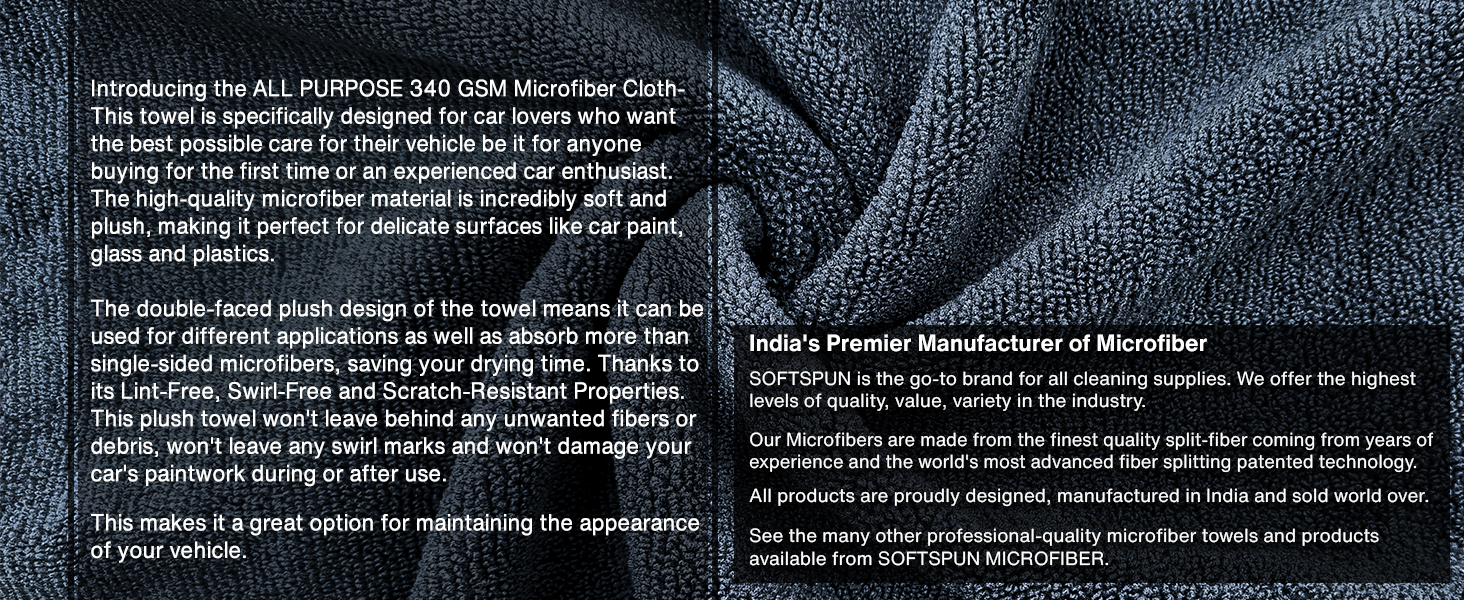 Introducing the ALL PURPOSE 340 GSM Microfiber Cloth-
This towel is specifically designed for car lovers who want
the best possible care for their vehicle be it for anyone
buying for the first time or an experienced car enthusiast.
The high-quality microfiber material is incredibly soft and
plush, making it perfect for delicate surfaces like car paint,
glass and plastics.
The double-faced plush design of the towel means it can be
used for different applications as well as absorb more than
single-sided microfibers, saving your drying time. Thanks to
its Lint-Free, Swirl-Free and Scratch-Resistant Properties.
This plush towel won't leave behind any unwanted fibers or
debris, won't leave any swirl marks and won't damage your
car's paintwork during or after use.
This makes it a great option for maintaining the appearance
of your vehicle.
India's Premier Manufacturer of Microfiber
SOFTSPUN is the go-to brand for all cleaning supplies. We offer the highest
levels of quality, value, variety in the industry.
Our Microfibers are made from the finest quality split-fiber coming from years of
experience and the world's most advanced fiber splitting patented technology.
All products are proudly designed, manufactured in India and sold world over.
See the many other professional-quality microfiber towels and products
available from SOFTSPUN MICROFIBER.